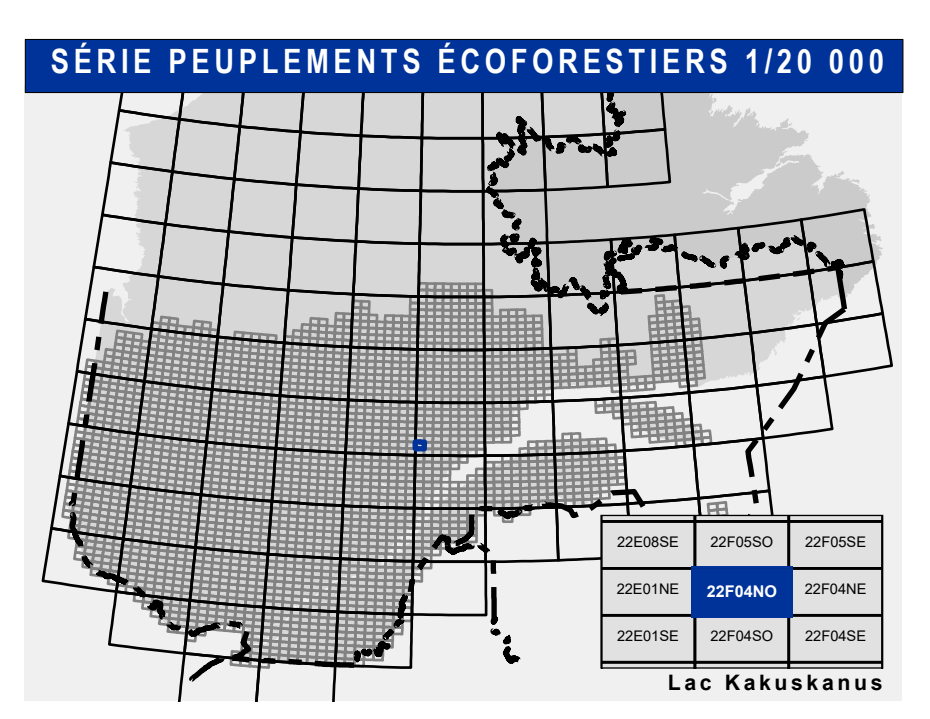 SÉRIE PEUPLEMENTS ÉCOFORESTIERS 1/20 000
22E08SE 22F05SO 22F05SE
22E01NE 22F04NO 22F04NE
22E01SE 22F04SO 22F04SE
Lac Kakuskanus